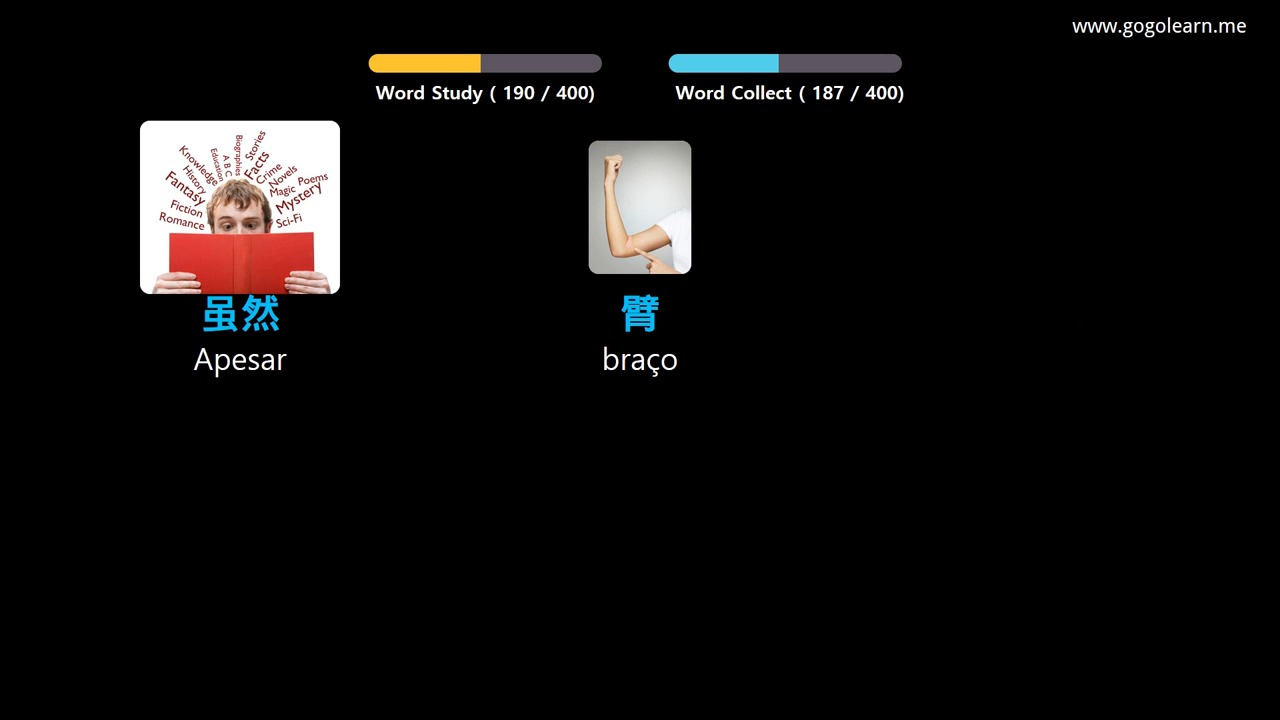 www.gogolearn.me
Word Study ( 190 / 400)
Word Collect ( 187 / 400)
Knowledge
History
Fantasy
Fiction
Romance
Education
A B C
Biographies
Stories
Facts
Crime
Novels
Magic
Poems
Mystery
Sci-Fi
虽然
Apesar
臂
braço